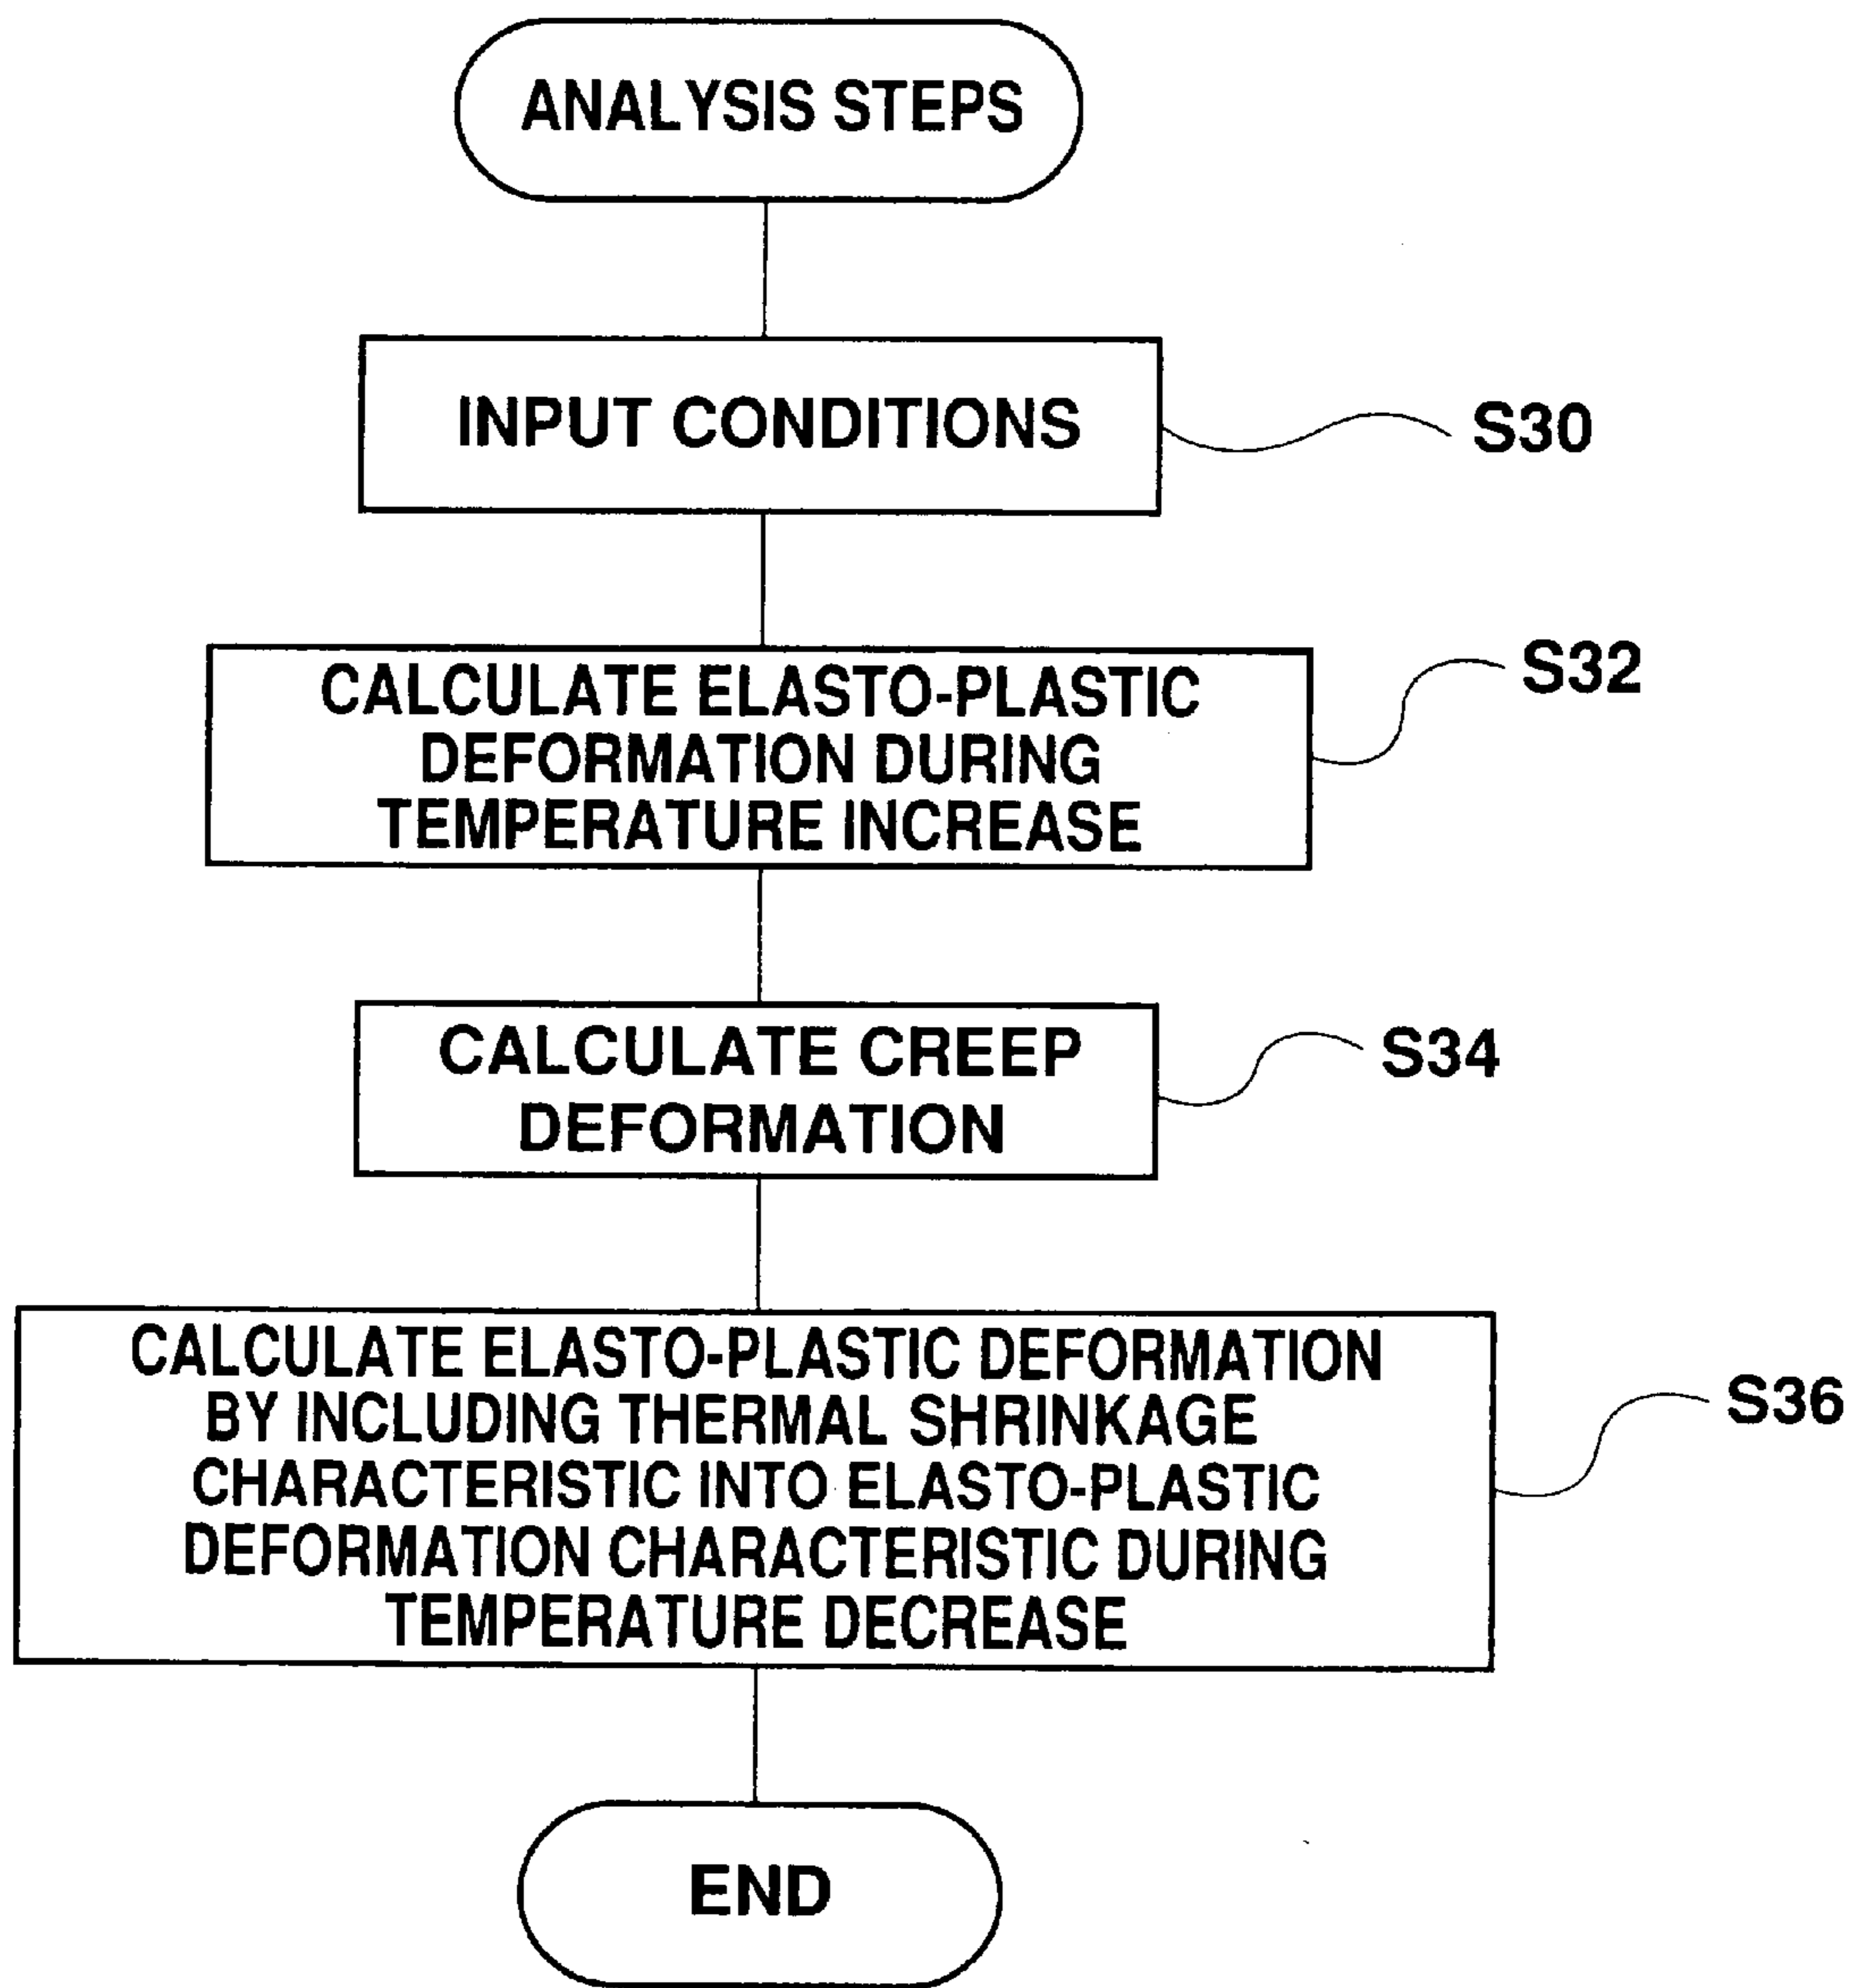 ANALYSIS STEPS
INPUT CONDITIONS
S30
CALCULATE ELASTO-PLASTIC
DEFORMATION DURING
TEMPERATURE INCREASE
S32
CALCULATE CREEP
DEFORMATION
S34
CALCULATE ELASTO-PLASTIC DEFORMATION
BY INCLUDING THERMAL SHRINKAGE
CHARACTERISTIC INTO ELASTO-PLASTIC
DEFORMATION CHARACTERISTIC DURING
TEMPERATURE DECREASE
S36
END